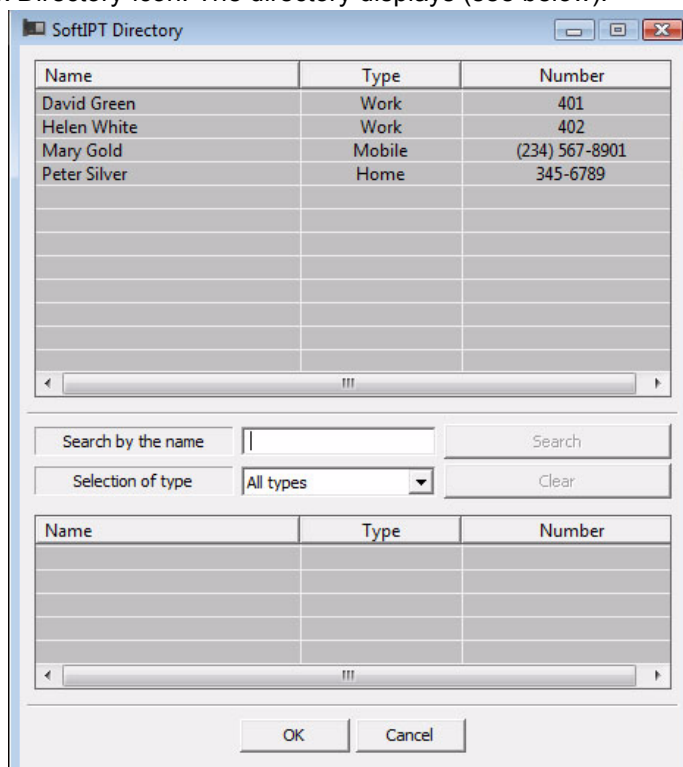 Directory icon. The directory displays (see below).
SoftIPT Directory
Name Type Number
David Green Work 401
Helen White Work 402
Mary Gold Mobile (234) 567-8901
Peter Silver Home 345-6789
Search by the name Search
Selection of type All types Clear
Name Type Number
OK Cancel